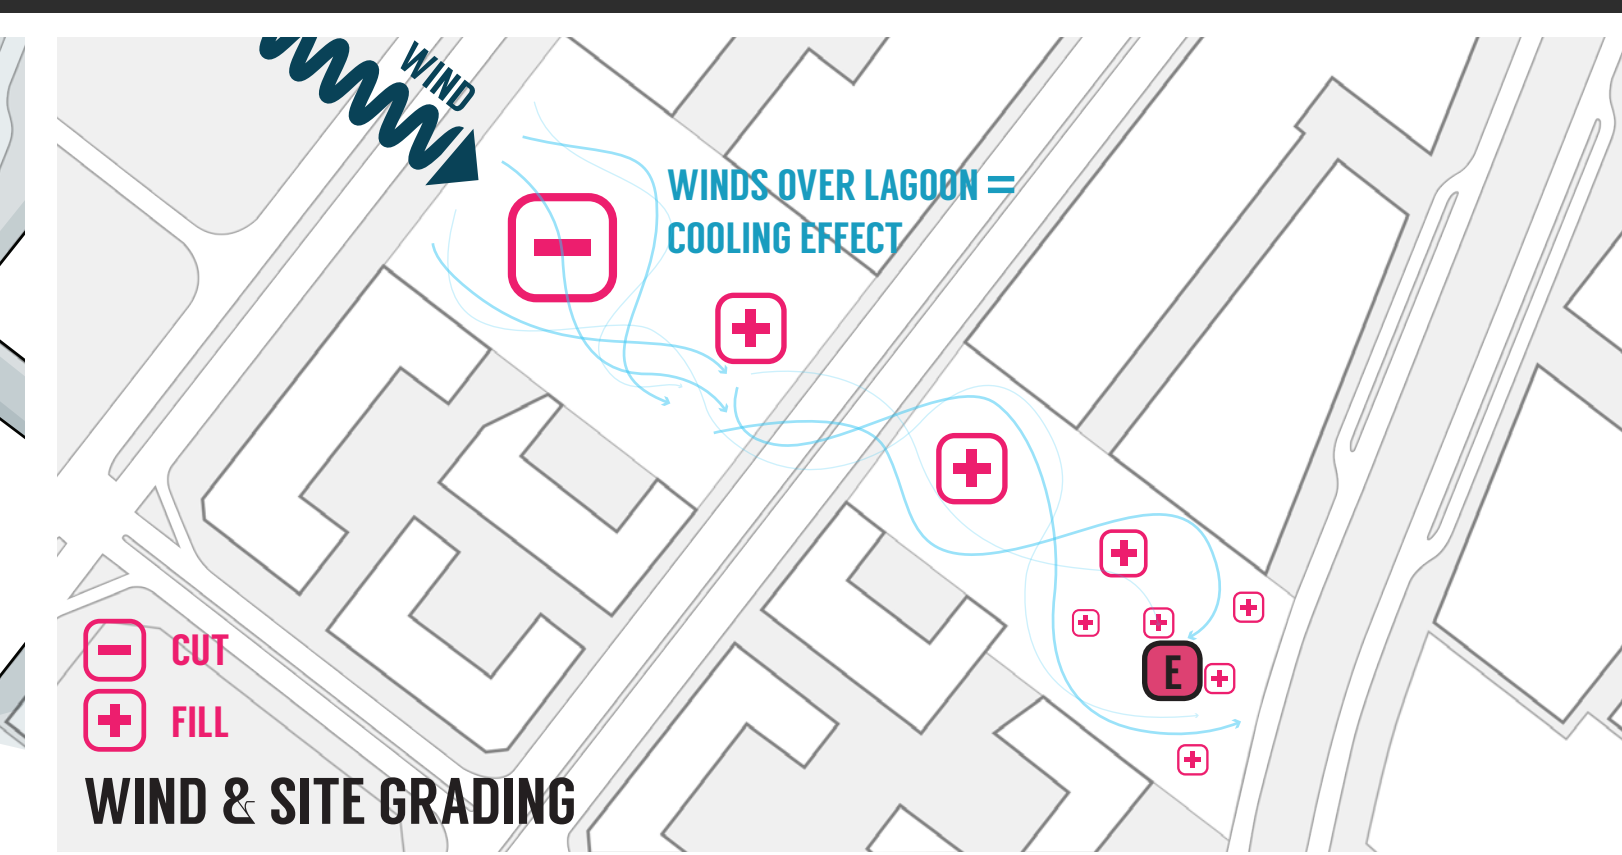 WIND
WINDS OVER LAGOON =
COOLING EFFECT
E
CUT
FILL
WIND & SITE GRADING